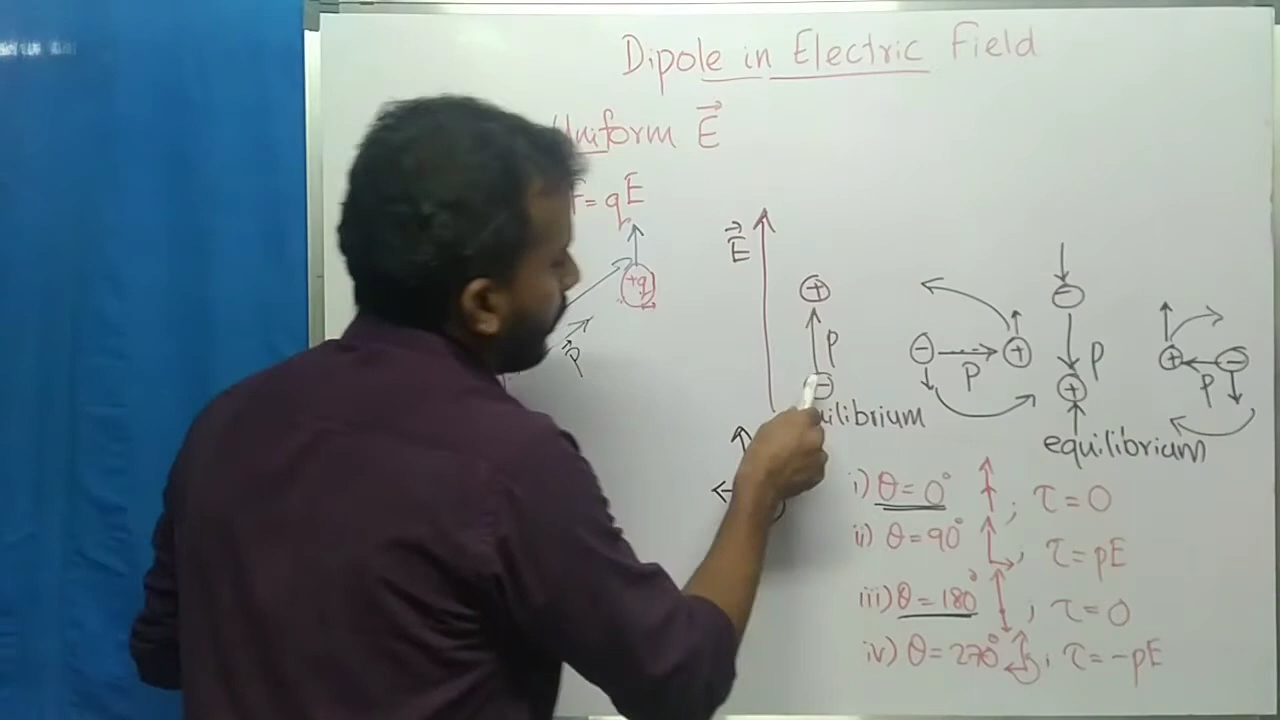 Dipole in Electric Field
Uniform E
F = qE
+q
P
E
+
P
−
equilibrium
− P +
−
P
+
equilibrium
+ P −
i) θ = 0° ; τ = 0
ii) θ = 90° ; τ = pE
iii) θ = 180° ; τ = 0
iv) θ = 270° ; τ = -pE